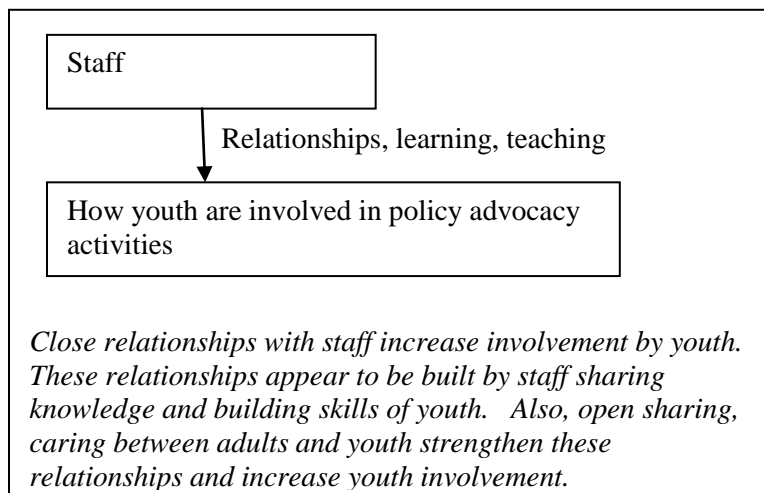 Staff
Relationships, learning, teaching
How youth are involved in policy advocacy
activities
Close relationships with staff increase involvement by youth.
These relationships appear to be built by staff sharing
knowledge and building skills of youth.   Also, open sharing,
caring between adults and youth strengthen these
relationships and increase youth involvement.